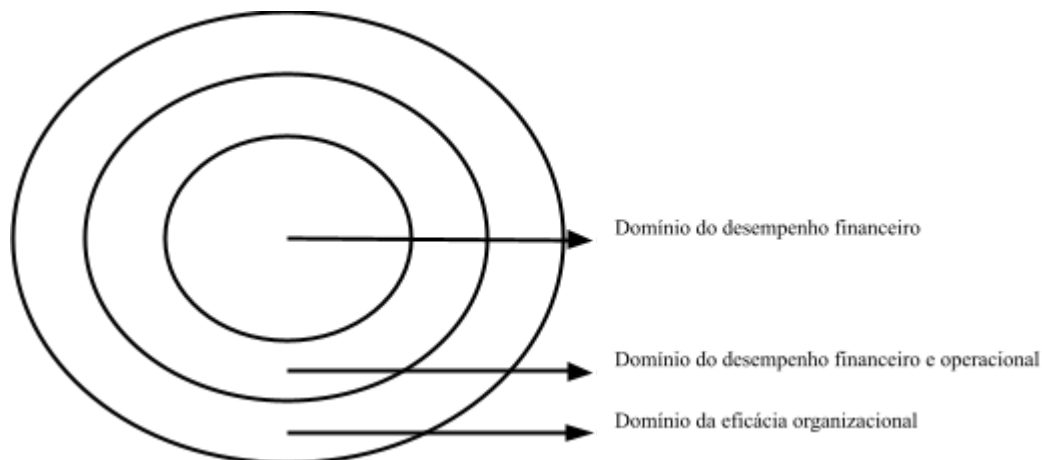 Domínio do desempenho financeiro
Domínio do desempenho financeiro e operacional
Domínio da eficácia organizacional